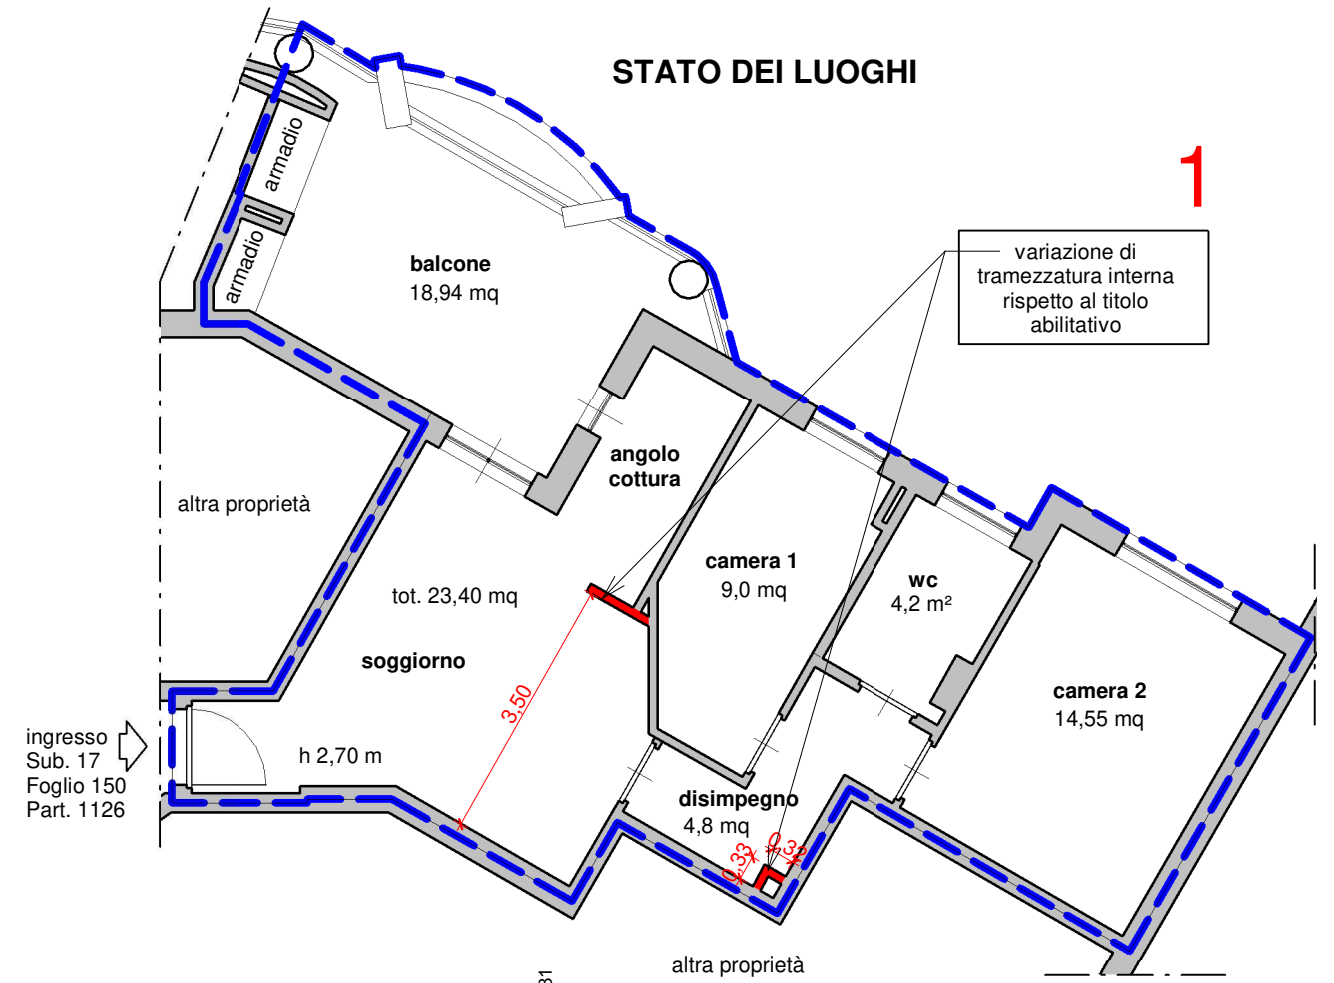 STATO DEI LUOGHI
1
armadio
armadio
balcone
18,94 mq
variazione di
tramezzatura interna
rispetto al titolo
abilitativo
angolo
cottura
altra proprietà
camera 1
9,0 mq
wc
4,2 m²
tot. 23,40 mq
soggiorno
3,50
camera 2
14,55 mq
ingresso
Sub. 17
Foglio 150
Part. 1126
h 2,70 m
disimpegno
4,8 mq
0,33
0,32
altra proprietà